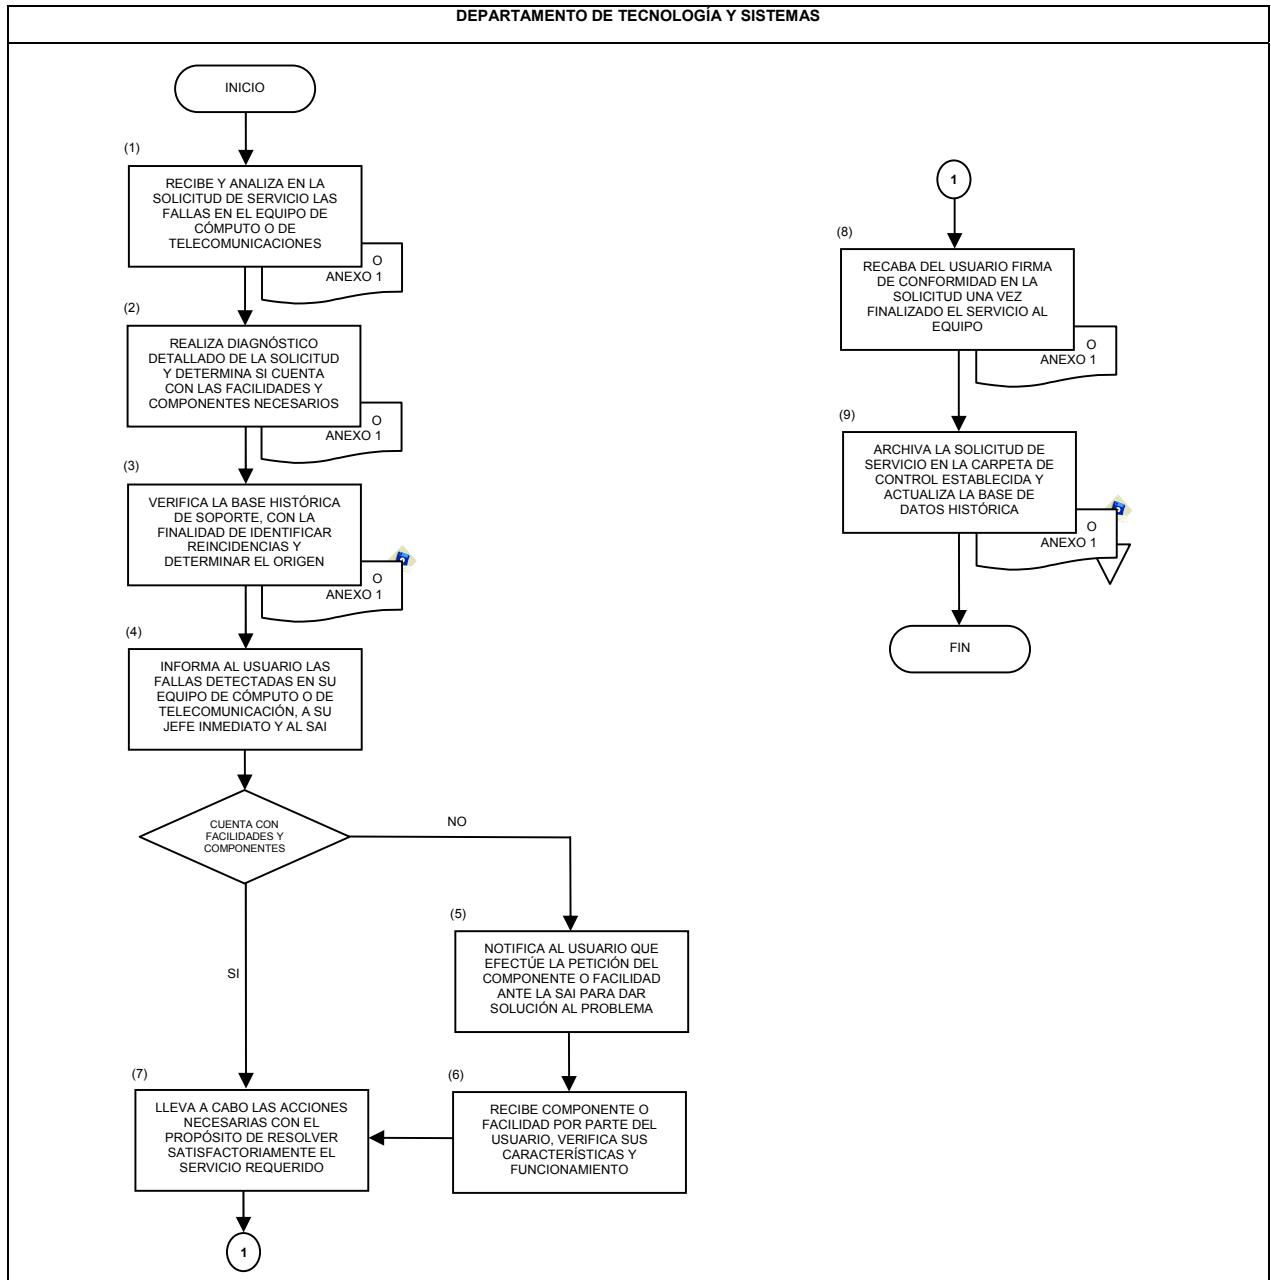 DEPARTAMENTO DE TECNOLOGÍA Y SISTEMAS
INICIO
(1)
RECIBE Y ANALIZA EN LA
SOLICITUD DE SERVICIO LAS
FALLAS EN EL EQUIPO DE
CÓMPUTO O DE
TELECOMUNICACIONES
O
ANEXO 1
(2)
REALIZA DIAGNÓSTICO
DETALLADO DE LA SOLICITUD
Y DETERMINA SI CUENTA
CON LAS FACILIDADES Y
COMPONENTES NECESARIOS
O
ANEXO 1
(3)
VERIFICA LA BASE HISTÓRICA
DE SOPORTE, CON LA
FINALIDAD DE IDENTIFICAR
REINCIDENCIAS Y
DETERMINAR EL ORIGEN
O
ANEXO 1
(4)
INFORMA AL USUARIO LAS
FALLAS DETECTADAS EN SU
EQUIPO DE CÓMPUTO O DE
TELECOMUNICACIÓN, A SU
JEFE INMEDIATO Y AL SAI
CUENTA CON
FACILIDADES Y
COMPONENTES
NO
SI
(5)
NOTIFICA AL USUARIO QUE
EFECTÚE LA PETICIÓN DEL
COMPONENTE O FACILIDAD
ANTE LA SAI PARA DAR
SOLUCIÓN AL PROBLEMA
(6)
RECIBE COMPONENTE O
FACILIDAD POR PARTE DEL
USUARIO, VERIFICA SUS
CARACTERÍSTICAS Y
FUNCIONAMIENTO
(7)
LLEVA A CABO LAS ACCIONES
NECESARIAS CON EL
PROPÓSITO DE RESOLVER
SATISFACTORIAMENTE EL
SERVICIO REQUERIDO
1
1
(8)
RECABA DEL USUARIO FIRMA
DE CONFORMIDAD EN LA
SOLICITUD UNA VEZ
FINALIZADO EL SERVICIO AL
EQUIPO
O
ANEXO 1
(9)
ARCHIVA LA SOLICITUD DE
SERVICIO EN LA CARPETA DE
CONTROL ESTABLECIDA Y
ACTUALIZA LA BASE DE
DATOS HISTÓRICA
O
ANEXO 1
FIN